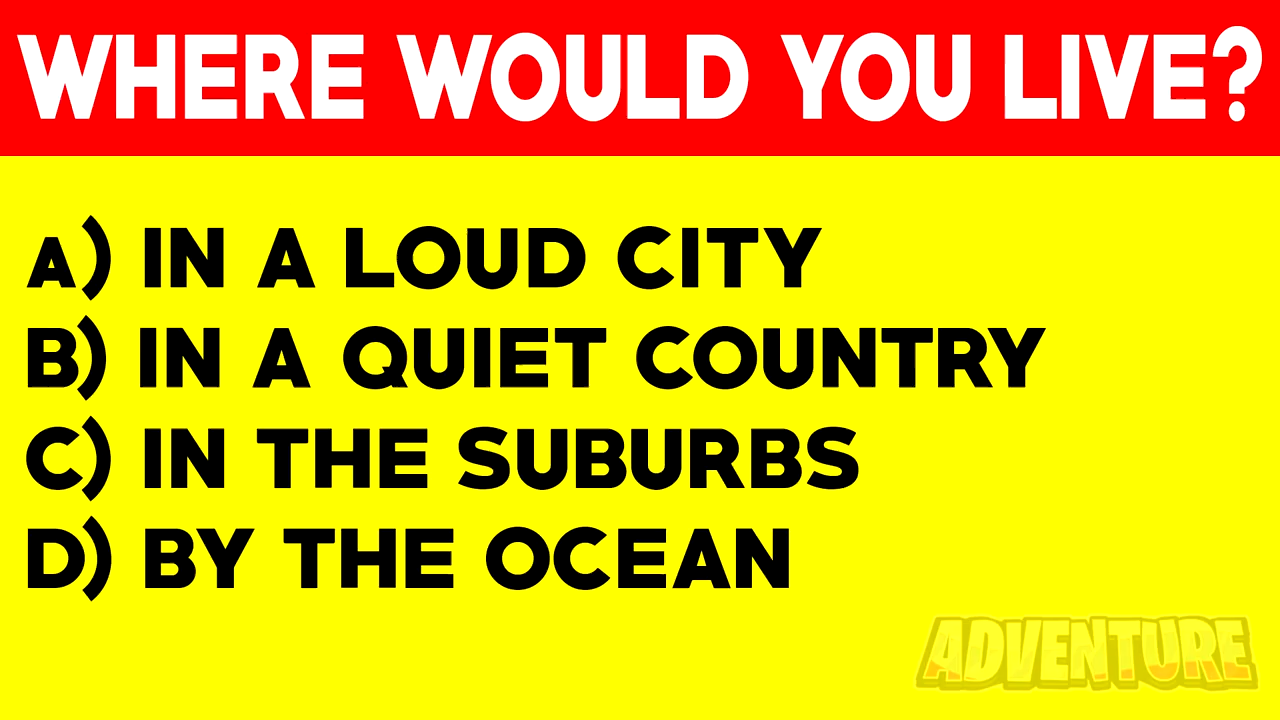 WHERE WOULD YOU LIVE?
A) IN A LOUD CITY
B) IN A QUIET COUNTRY
C) IN THE SUBURBS
D) BY THE OCEAN
ADVENTURE